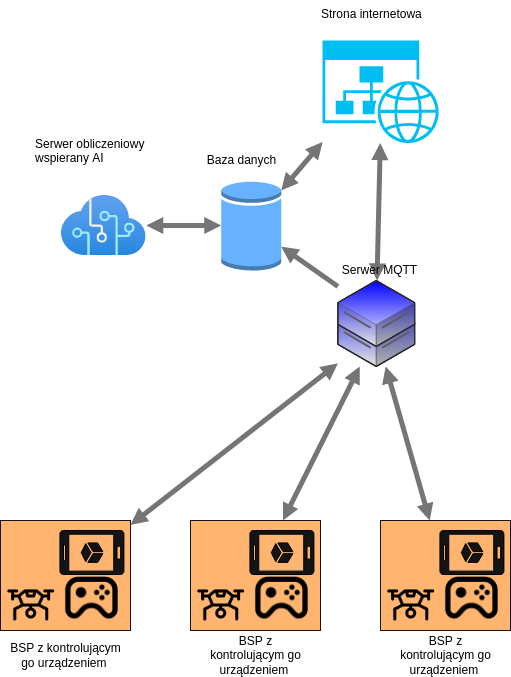 Strona internetowa
Serwer obliczeniowy
wspierany AI
Baza danych
Serwer MQTT
BSP z kontrolującym
go urządzeniem
BSP z
kontrolującym go
urządzeniem
BSP z
kontrolującym go
urządzeniem